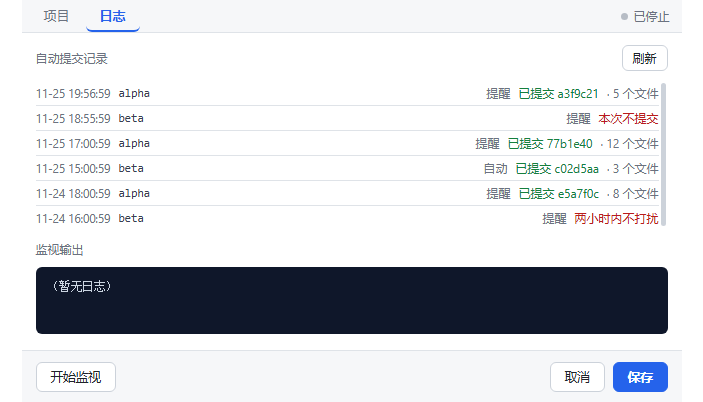 项目 日志 已停止
自动提交记录 刷新
11-25 19:56:59 alpha 提醒 已提交 a3f9c21 · 5 个文件
11-25 18:55:59 beta 提醒 本次不提交
11-25 17:00:59 alpha 提醒 已提交 77b1e40 · 12 个文件
11-25 15:00:59 beta 自动 已提交 c02d5aa · 3 个文件
11-24 18:00:59 alpha 提醒 已提交 e5a7f0c · 8 个文件
11-24 16:00:59 beta 提醒 两小时内不打扰
监视输出
（暂无日志）
开始监视 取消 保存